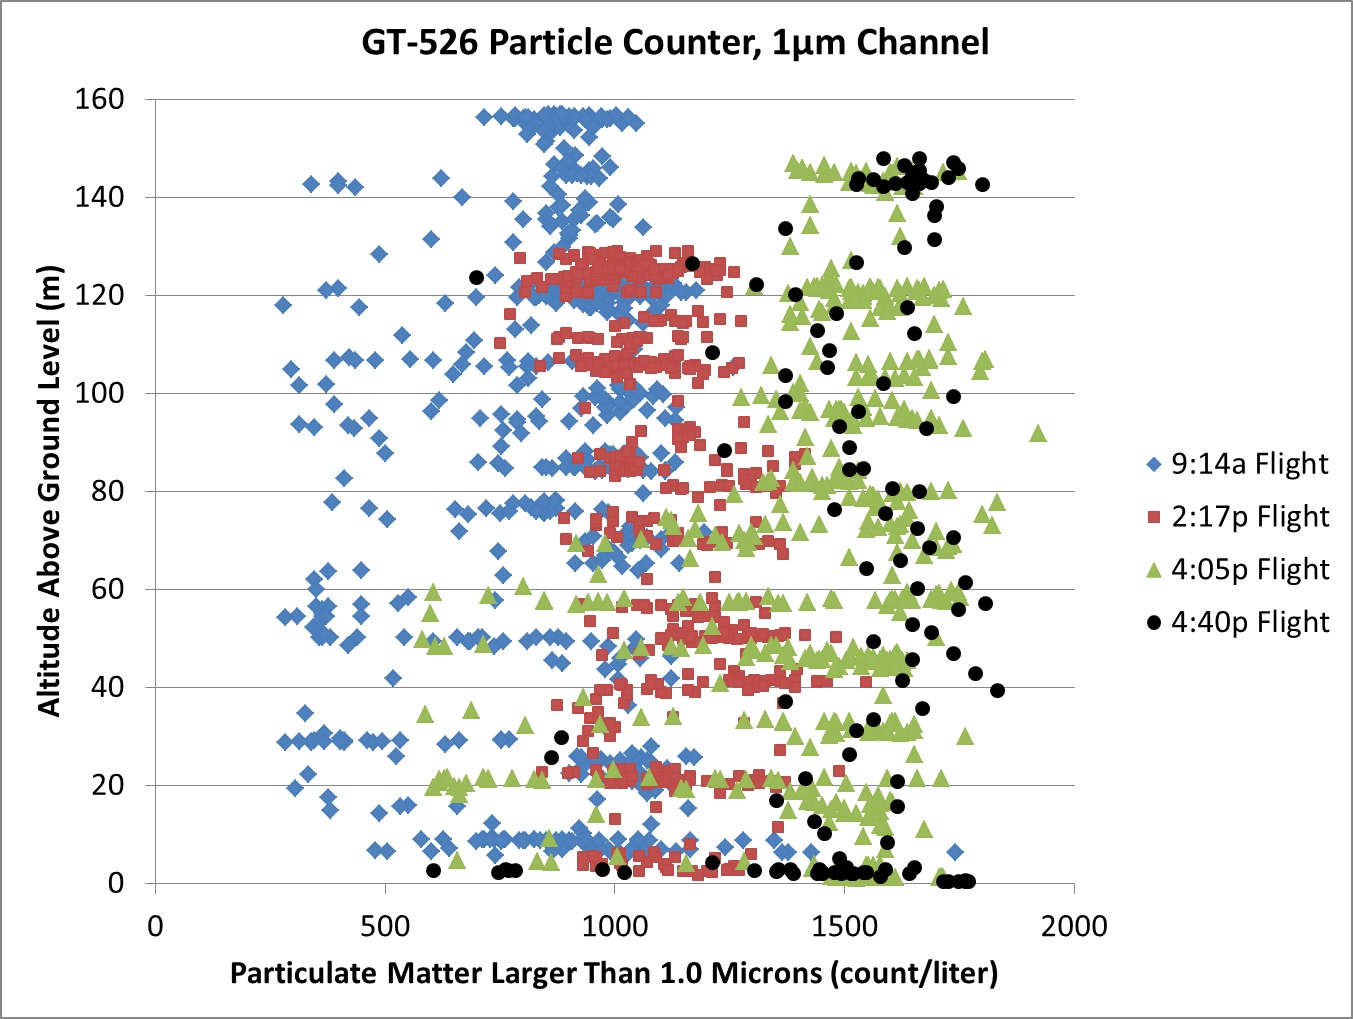 GT-526 Particle Counter, 1µm Channel
Altitude Above Ground Level (m)
160
140
120
100
80
60
40
20
0
0 500 1000 1500 2000
Particulate Matter Larger Than 1.0 Microns (count/liter)
9:14a Flight
2:17p Flight
4:05p Flight
4:40p Flight